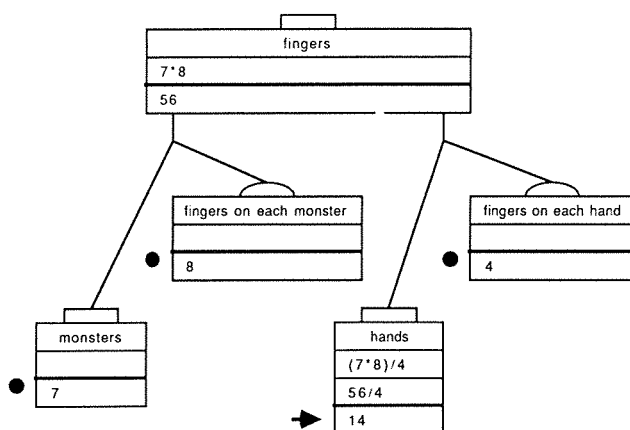 fingers
7*8
56
fingers on each monster
8
fingers on each hand
4
monsters
7
hands
(7*8)/4
56/4
14